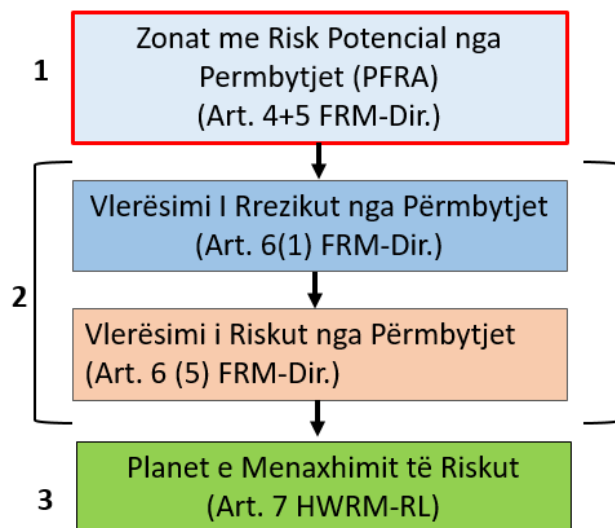 1
Zonat me Risk Potencial nga
Permbytjet (PFRA)
(Art. 4+5 FRM-Dir.)
2
Vlerësimi I Rrezikut nga Përmbytjet
(Art. 6(1) FRM-Dir.)
Vlerësimi i Riskut nga Përmbytjet
(Art. 6 (5) FRM-Dir.)
3
Planet e Menaxhimit të Riskut
(Art. 7 HWRM-RL)